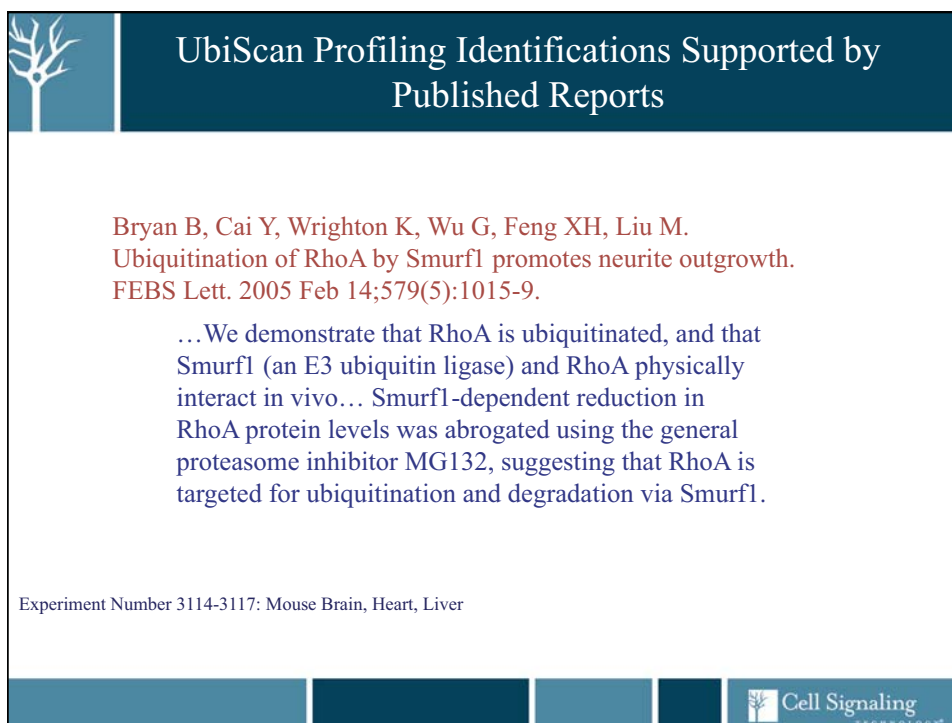 UbiScan Profiling Identifications Supported by
Published Reports
Bryan B, Cai Y, Wrighton K, Wu G, Feng XH, Liu M.
Ubiquitination of RhoA by Smurf1 promotes neurite outgrowth.
FEBS Lett. 2005 Feb 14;579(5):1015-9.
…We demonstrate that RhoA is ubiquitinated, and that
Smurf1 (an E3 ubiquitin ligase) and RhoA physically
interact in vivo… Smurf1-dependent reduction in
RhoA protein levels was abrogated using the general
proteasome inhibitor MG132, suggesting that RhoA is
targeted for ubiquitination and degradation via Smurf1.
Experiment Number 3114-3117: Mouse Brain, Heart, Liver
Cell Signaling